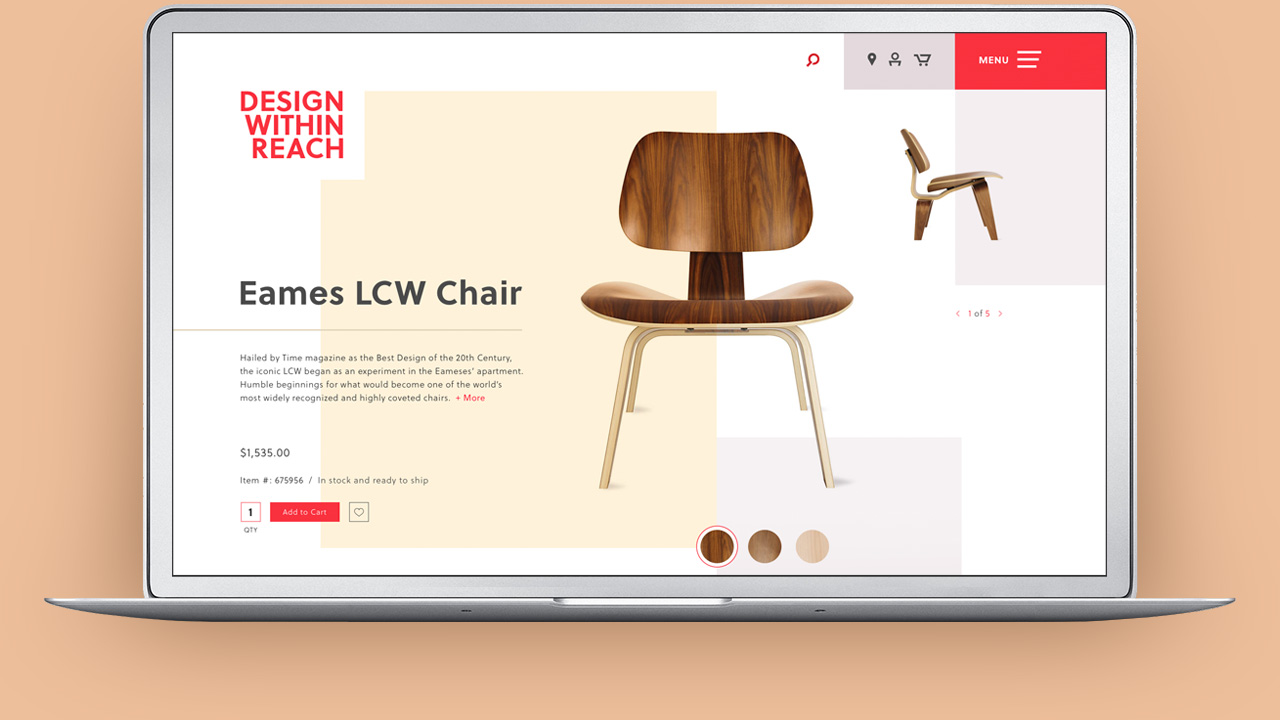 MENU
DESIGN
WITHIN
REACH
Eames LCW Chair
1 of 5
Hailed by Time magazine as the Best Design of the 20th Century,
the iconic LCW began as an experiment in the Eameses' apartment.
Humble beginnings for what would become one of the world's
most widely recognized and highly coveted chairs. + More
$1,535.00
Item #: 675956 / In stock and ready to ship
1
Add to Cart
QTY